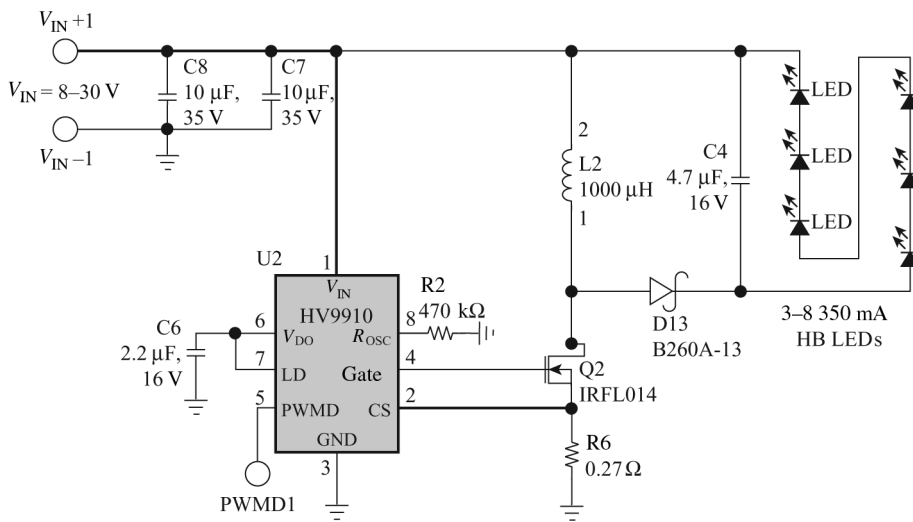 V_IN +1
C8
10 μF,
35 V
C7
10 μF,
35 V
V_IN = 8–30 V
V_IN –1
2
L2
1000 μH
1
C4
4.7 μF,
16 V
LED
LED
LED
U2
1
V_IN
HV9910
R2
470 kΩ
C6
2.2 μF,
16 V
6
V_DO
R_OSC
8
D13
B260A-13
3–8 350 mA
HB LEDs
7
LD
Gate
4
Q2
IRFL014
5
PWMD
CS
2
GND
3
R6
0.27 Ω
PWMD1